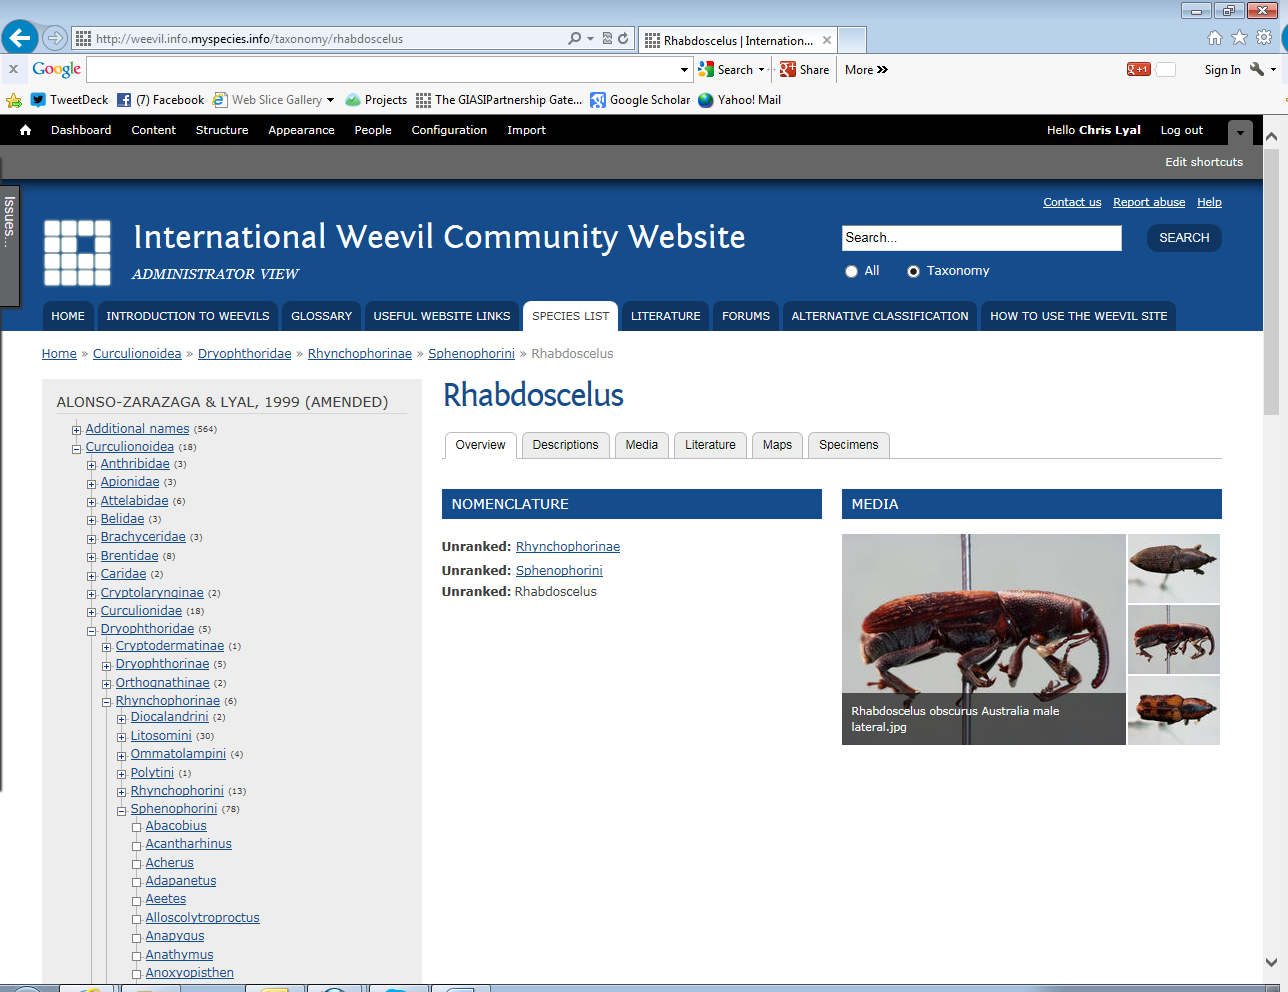 http://weevil.info.myspecies.info/taxonomy/rhabdoscelus
Rhabdoscelus | Internation...
x Google Search Share More »
g+1 Sign In
TweetDeck (7) Facebook Web Slice Gallery Projects The GIASIPartnership Gate... Google Scholar Yahoo! Mail
Dashboard Content Structure Appearance People Configuration Import Hello Chris Lyal Log out
Edit shortcuts
Issues...
Contact us Report abuse Help
International Weevil Community Website
ADMINISTRATOR VIEW
Search... SEARCH
All Taxonomy
HOME INTRODUCTION TO WEEVILS GLOSSARY USEFUL WEBSITE LINKS SPECIES LIST LITERATURE FORUMS ALTERNATIVE CLASSIFICATION HOW TO USE THE WEEVIL SITE
Home » Curculionoidea » Dryophthoridae » Rhynchophorinae » Sphenophorini » Rhabdoscelus
ALONSO-ZARAZAGA & LYAL, 1999 (AMENDED)
Additional names (564)
Curculionoidea (18)
Anthribidae (3)
Apionidae (3)
Attelabidae (6)
Belidae (3)
Brachyceridae (3)
Brentidae (8)
Caridae (2)
Cryptolarynginae (2)
Curculionidae (18)
Dryophthoridae (5)
Cryptodermatinae (1)
Dryophthorinae (5)
Orthognathinae (2)
Rhynchophorinae (6)
Diocalandrini (2)
Litosomini (30)
Ommatolampini (4)
Polytini (1)
Rhynchophorini (13)
Sphenophorini (78)
Abacobius
Acantharhinus
Acherus
Adapanetus
Aeetes
Alloscolytroproctus
Anapygus
Anathymus
Anoxyopisthen
Rhabdoscelus
Overview Descriptions Media Literature Maps Specimens
NOMENCLATURE
Unranked: Rhynchophorinae
Unranked: Sphenophorini
Unranked: Rhabdoscelus
MEDIA
Rhabdoscelus obscurus Australia male
lateral.jpg